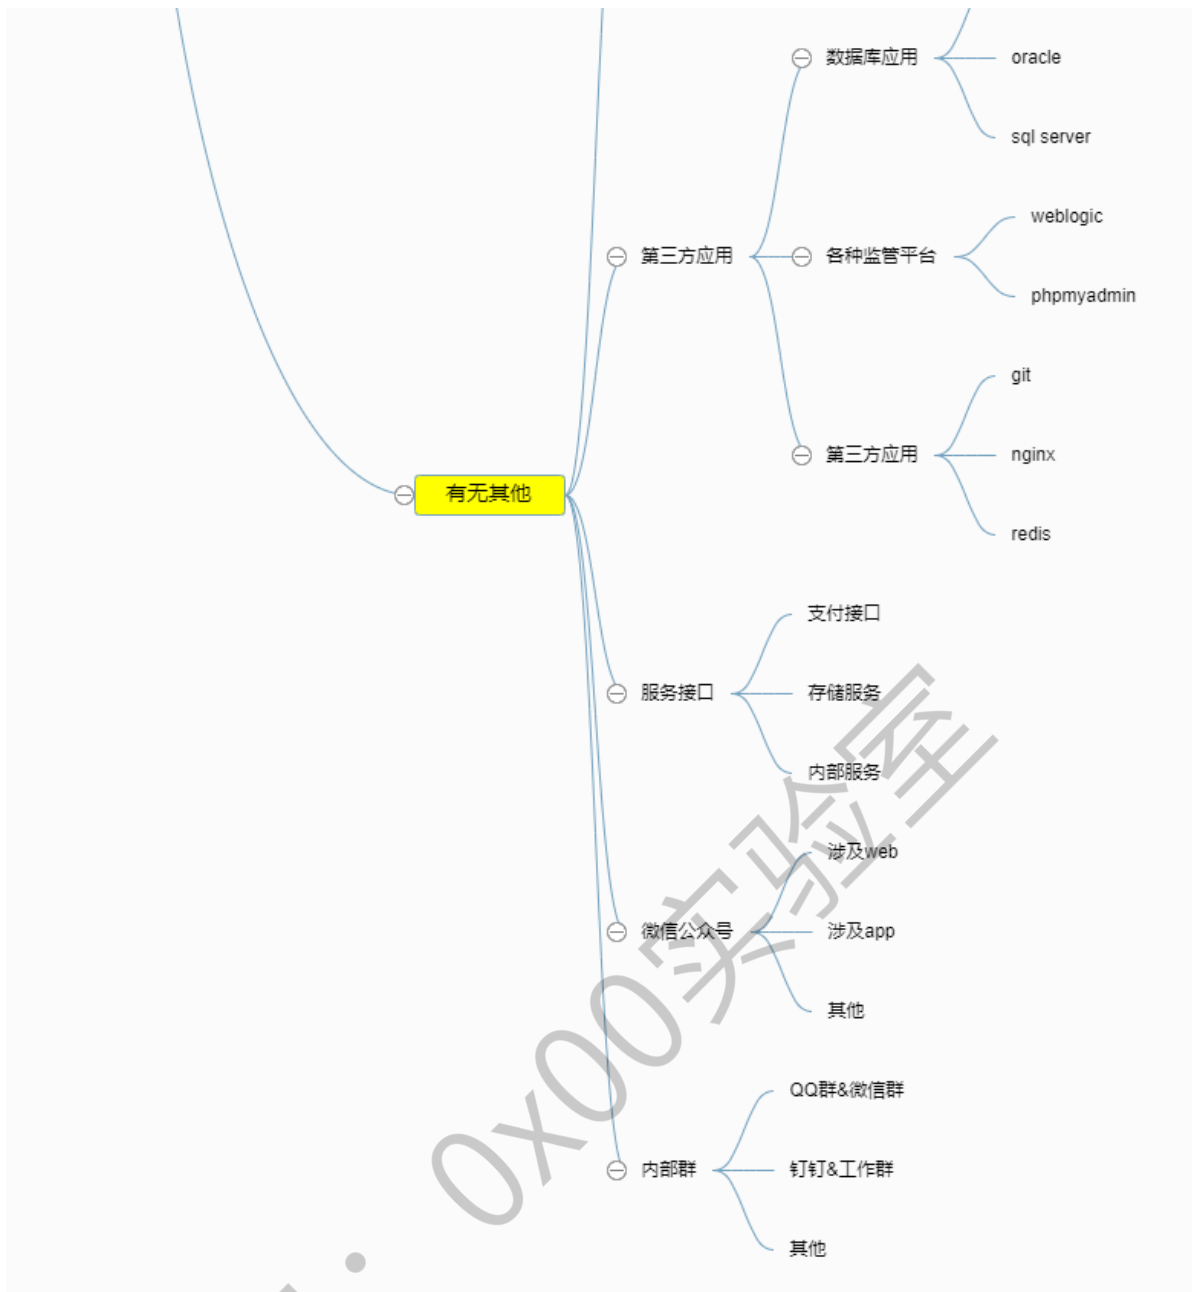 数据库应用
oracle
sql server
第三方应用
各种监管平台
weblogic
phpmyadmin
第三方应用
git
nginx
redis
有无其他
服务接口
支付接口
存储服务
内部服务
微信公众号
涉及web
涉及app
其他
内部群
QQ群&微信群
钉钉&工作群
其他
0x00实验室